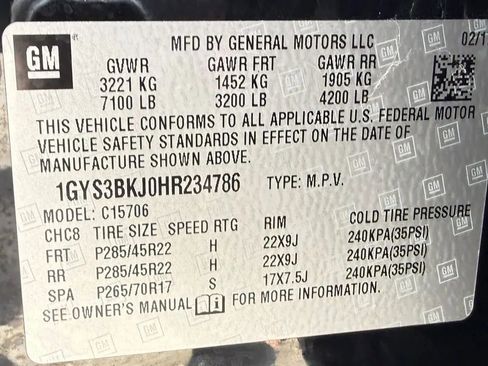 GM
MFD BY GENERAL MOTORS LLC 02/1
GVWR GAWR FRT GAWR RR
3221 KG 1452 KG 1905 KG
7100 LB 3200 LB 4200 LB
THIS VEHICLE CONFORMS TO ALL APPLICABLE U.S. FEDERAL MOTOR
VEHICLE SAFETY STANDARDS IN EFFECT ON THE DATE OF
MANUFACTURE SHOWN ABOVE.
1GYS3BKJ0HR234786 TYPE: M.P.V.
MODEL: C15706
CHC8 TIRE SIZE SPEED RTG RIM COLD TIRE PRESSURE
FRT P285/45R22 H 22X9J 240KPA(35PSI)
RR P285/45R22 H 22X9J 240KPA(35PSI)
SPA P265/70R17 S 17X7.5J 240KPA(35PSI)
SEE OWNER'S MANUAL FOR MORE INFORMATION.